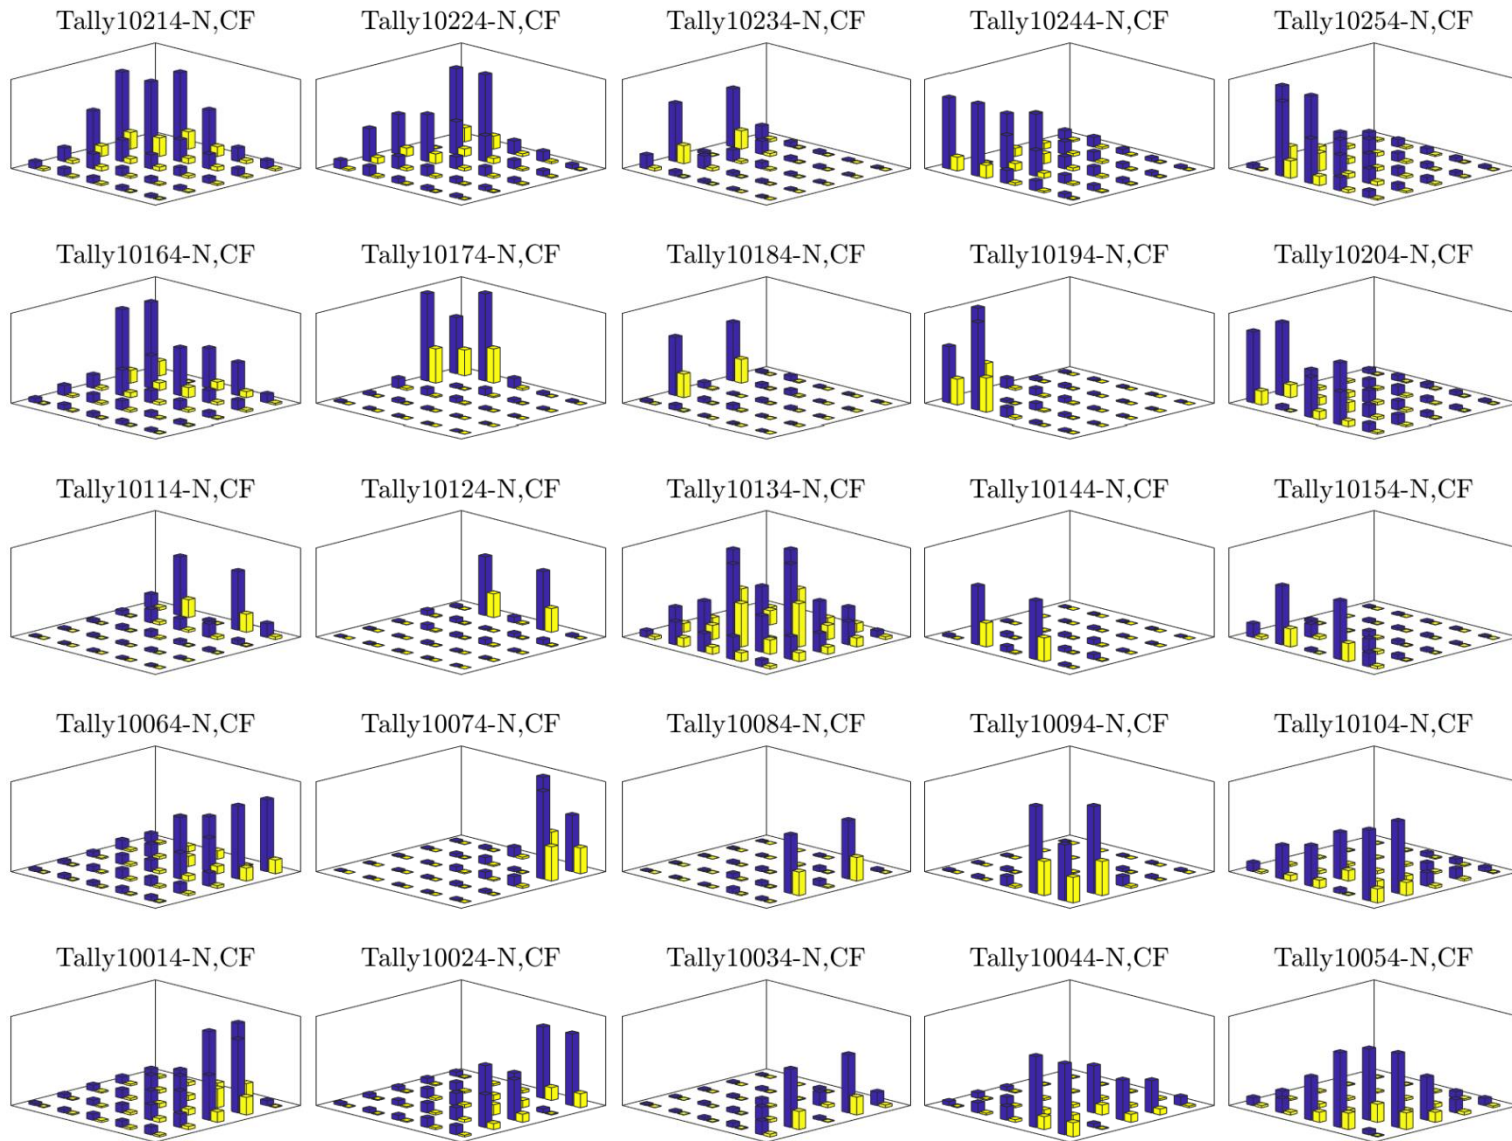 Tally10214-N,CF Tally10224-N,CF Tally10234-N,CF Tally10244-N,CF Tally10254-N,CF
Tally10164-N,CF Tally10174-N,CF Tally10184-N,CF Tally10194-N,CF Tally10204-N,CF
Tally10114-N,CF Tally10124-N,CF Tally10134-N,CF Tally10144-N,CF Tally10154-N,CF
Tally10064-N,CF Tally10074-N,CF Tally10084-N,CF Tally10094-N,CF Tally10104-N,CF
Tally10014-N,CF Tally10024-N,CF Tally10034-N,CF Tally10044-N,CF Tally10054-N,CF